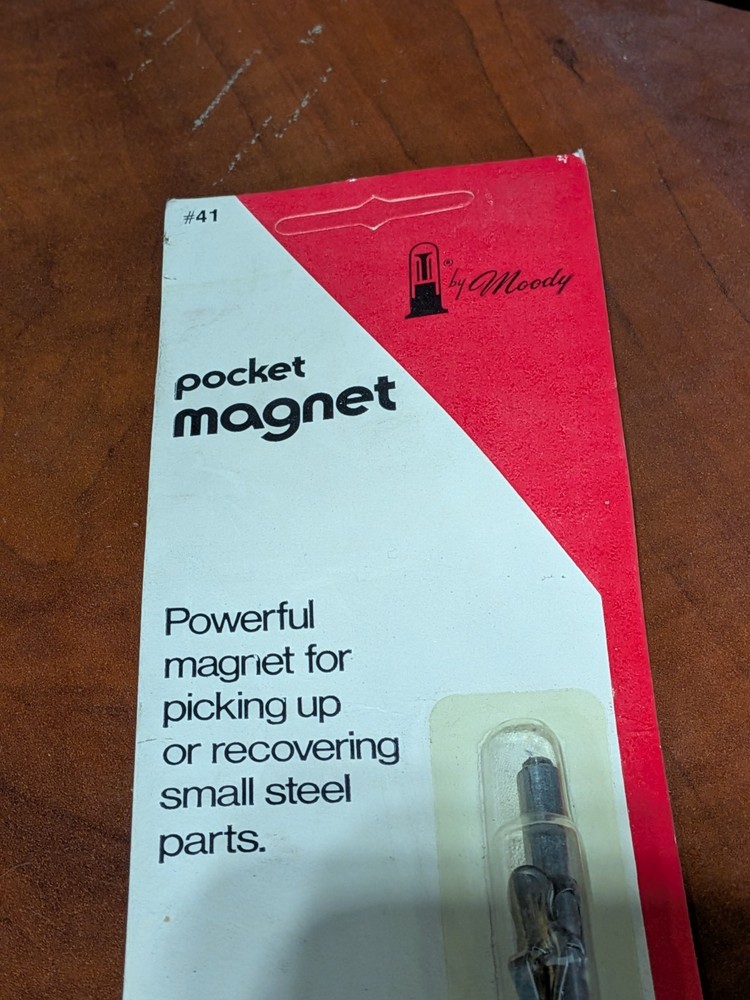 #41
® by Moody
pocket
magnet
Powerful
magnet for
picking up
or recovering
small steel
parts.